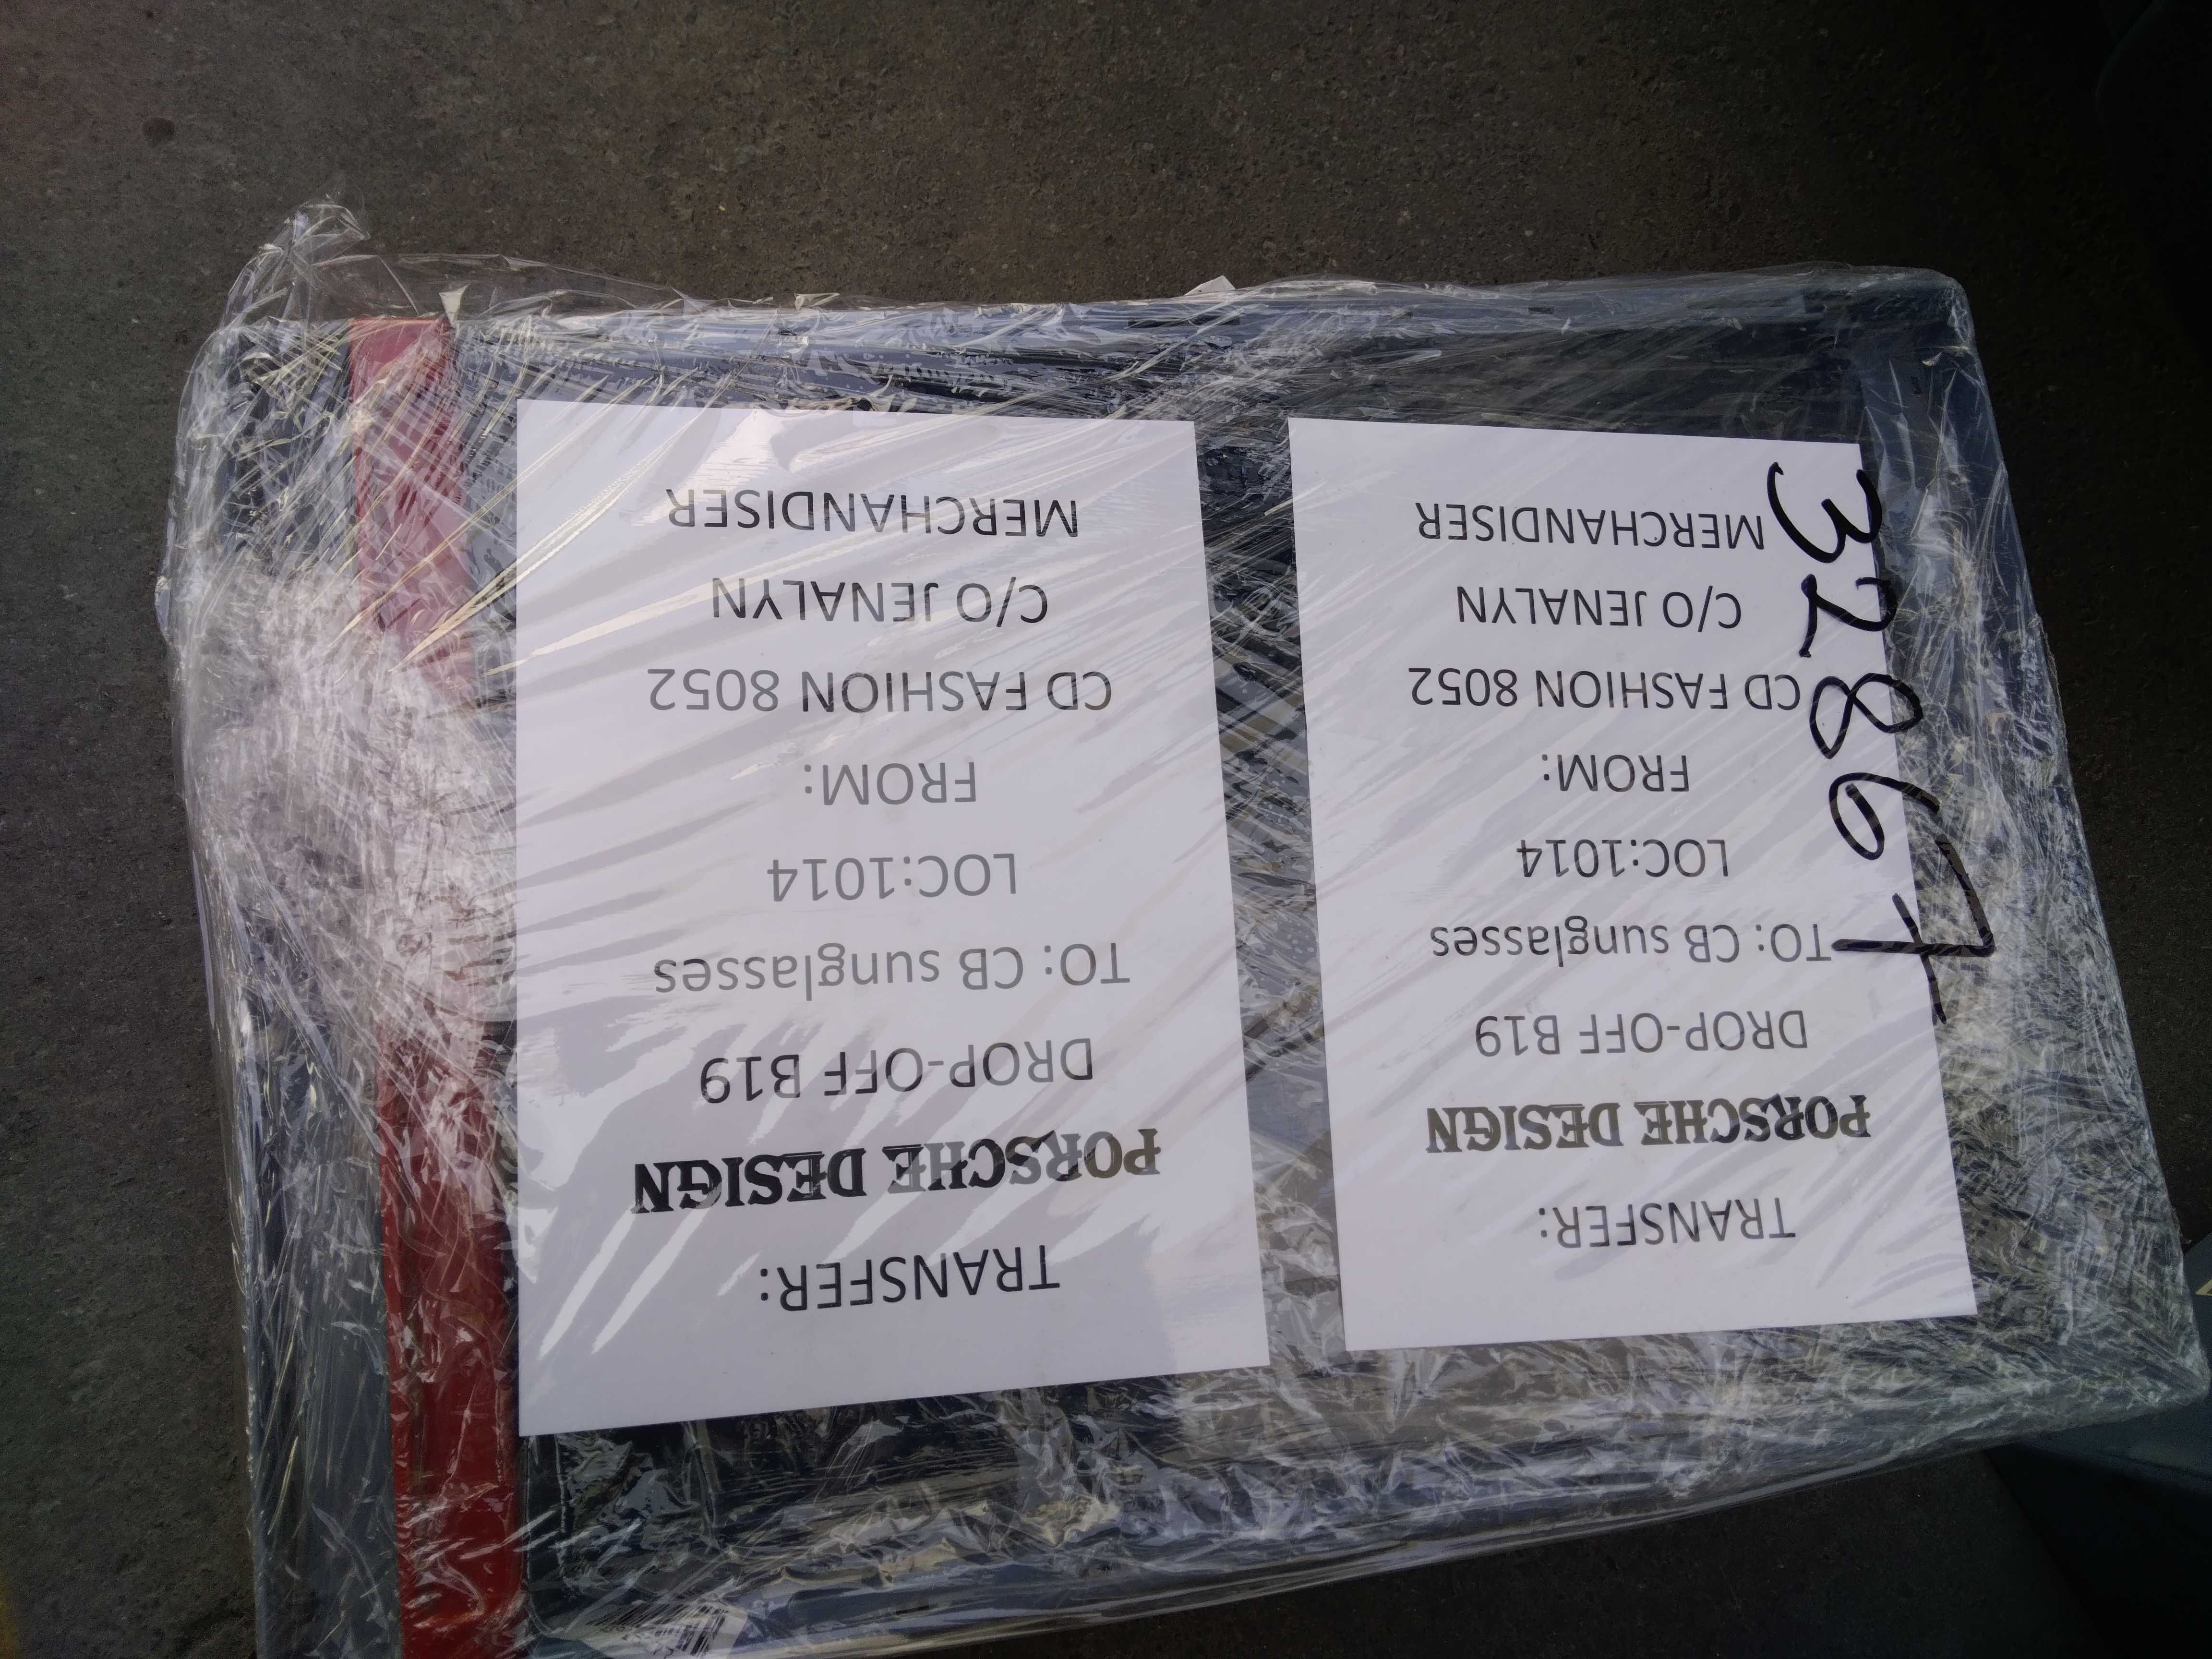 TRANSFER:
PORSCHE DESIGN
DROP-OFF B19
TO: CB sunglasses
LOC:1014
FROM:
CD FASHION 8052
C/O JENALYN
MERCHANDISER
TRANSFER:
PORSCHE DESIGN
DROP-OFF B19
TO: CB sunglasses
LOC:1014
FROM:
CD FASHION 8052
C/O JENALYN
MERCHANDISER
32867